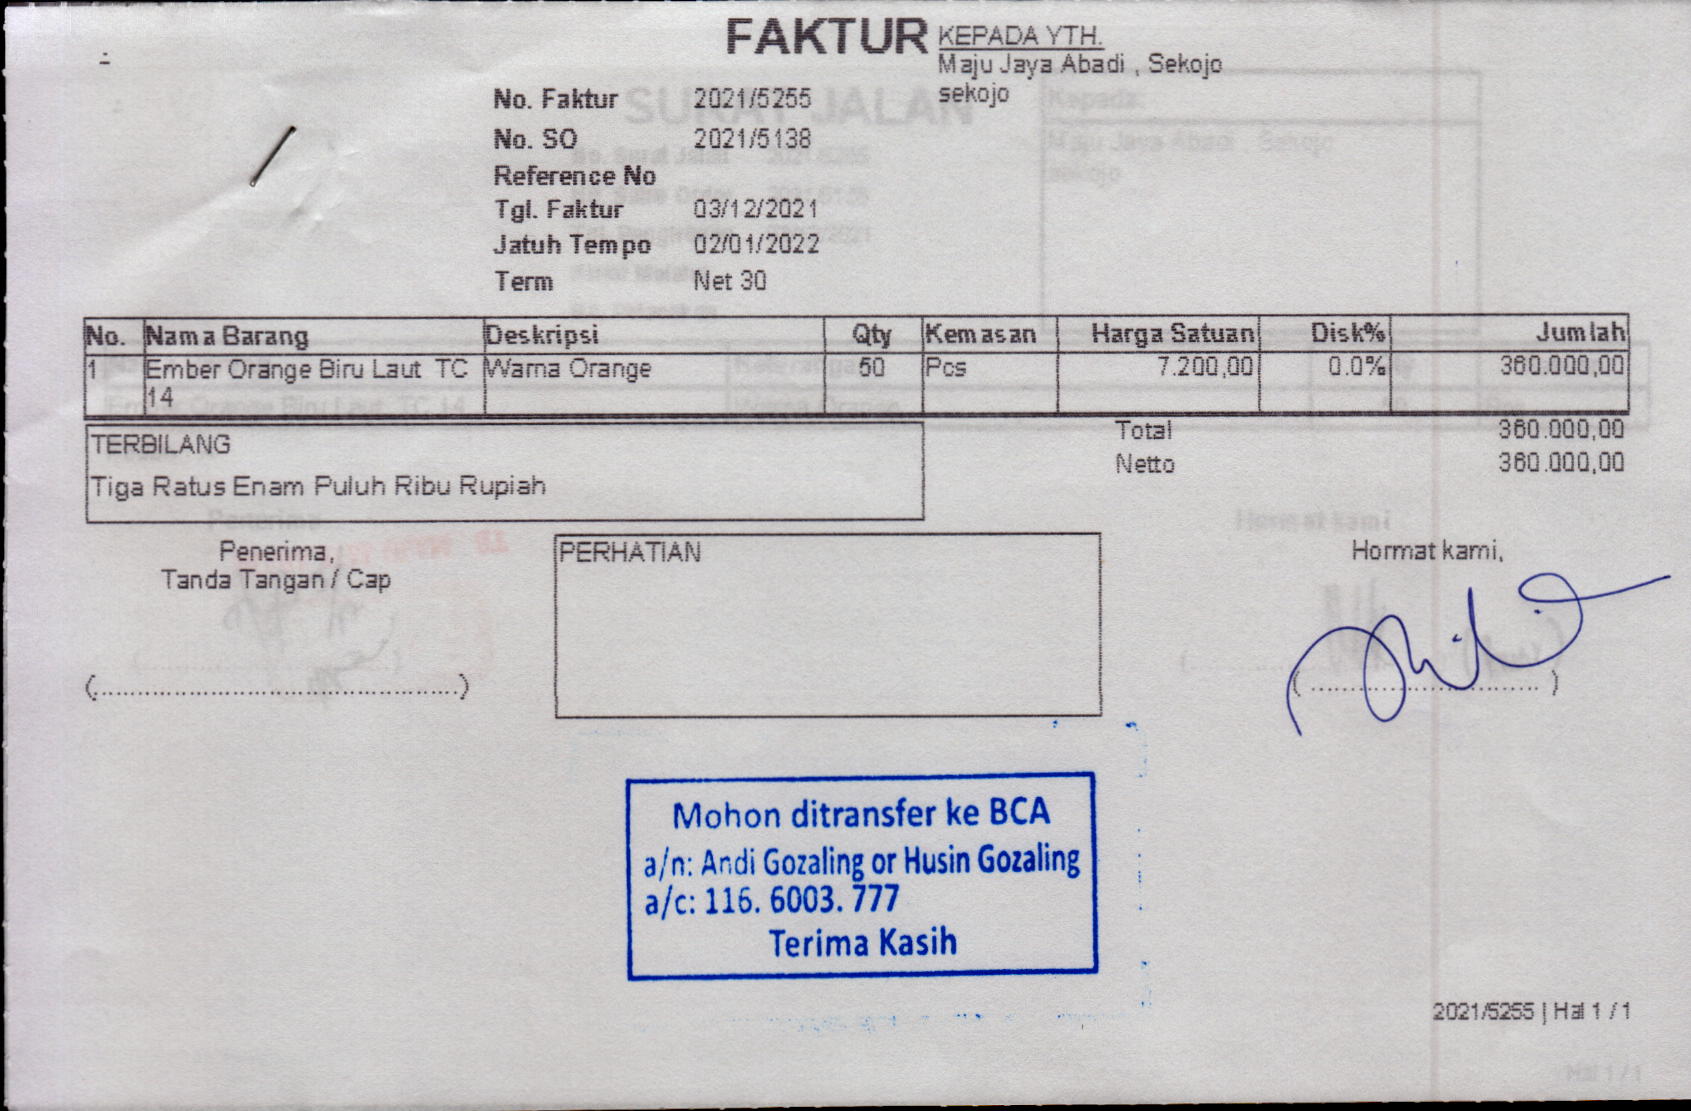 FAKTUR
KEPADA YTH.
Maju Jaya Abadi , Sekojo
sekojo
No. Faktur 2021/5255
No. SO 2021/5138
Reference No
Tgl. Faktur 03/12/2021
Jatuh Tempo 02/01/2022
Term Net 30
No. Nama Barang Deskripsi Qty Kemasan Harga Satuan Disk% Jumlah
1 Ember Orange Biru Laut TC Warna Orange 50 Pcs 7.200,00 0.0% 360.000,00
14
Total 360.000,00
TERBILANG
Netto 360.000,00
Tiga Ratus Enam Puluh Ribu Rupiah
Penerima,
Tanda Tangan / Cap
PERHATIAN
Hormat kami,
(..................................................)
( .............................. )
Mohon ditransfer ke BCA
a/n: Andi Gozaling or Husin Gozaling
a/c: 116. 6003. 777
Terima Kasih
2021/5255 | Hal 1 / 1